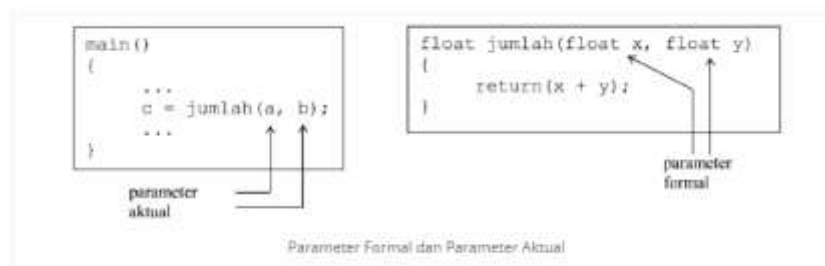 main()
{
...
c = jumlah(a, b);
...
}
parameter
aktual
float jumlah(float x, float y)
{
return(x + y);
}
parameter
formal
Parameter Formal dan Parameter Aktual